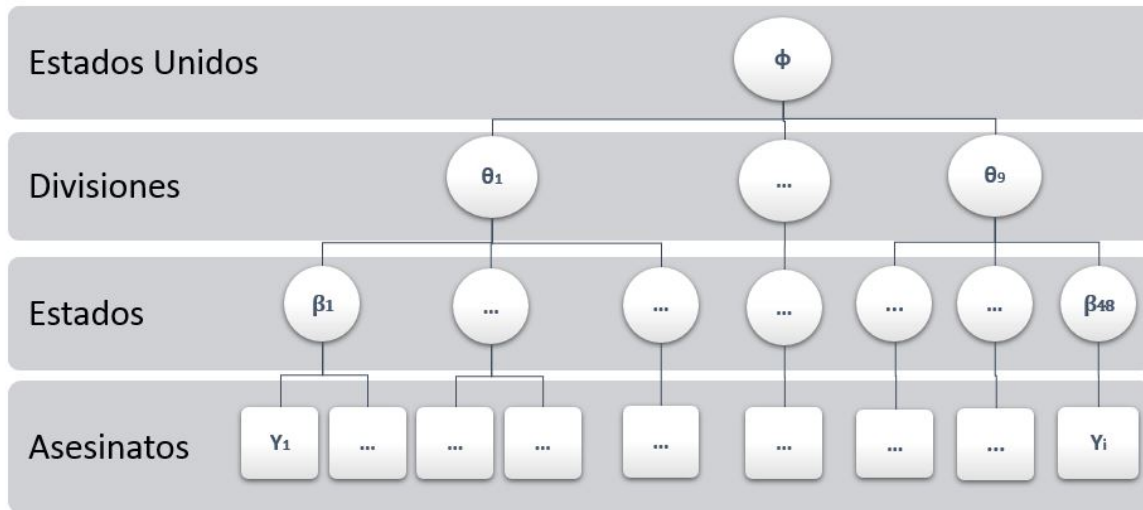 Estados Unidos
ϕ
Divisiones
θ₁ ... θ₉
Estados
β₁ ... ... ... ... ... β₄₈
Asesinatos
Y₁ ... ... ... ... ... ... ... Yᵢ